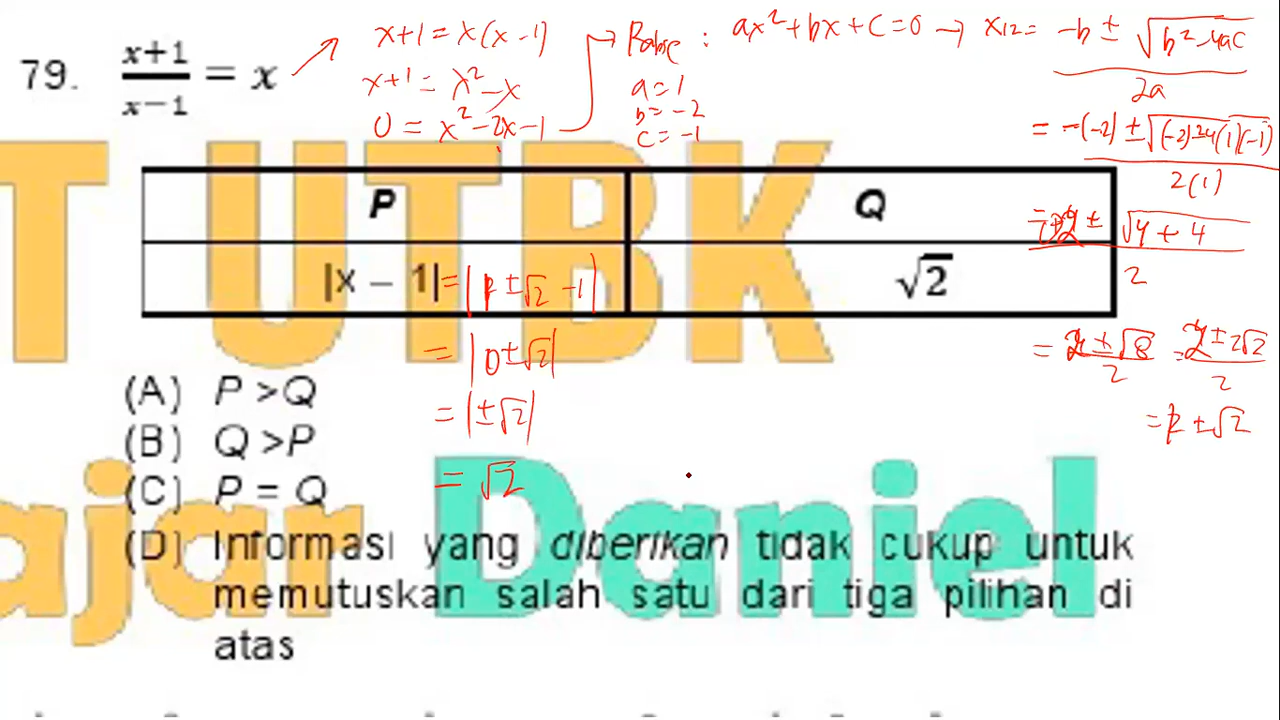 79. x+1/x−1 = x
x+1 = x(x-1)
x+1 = x²-x
0 = x²-2x-1
ax²+bx+c=0 → x12= -b ± √b²-4ac / 2a
a=1
b=-2
c=-1
= -(-2) ± √(-2)²-4(1)(-1) / 2(1)
√4+4 / 2
= 2±√8 / 2 = 2±2√2 / 2
= 1±√2
T UTBK
P Q
|x − 1| = |1±√2 -1| √2
= |0±√2|
= |±√2|
= √2
(A) P >Q
(B) Q >P
(C) P = Q
(D) Informasi yang diberikan tidak cukup untuk
memutuskan salah satu dari tiga pilihan di
atas
ajar Daniel